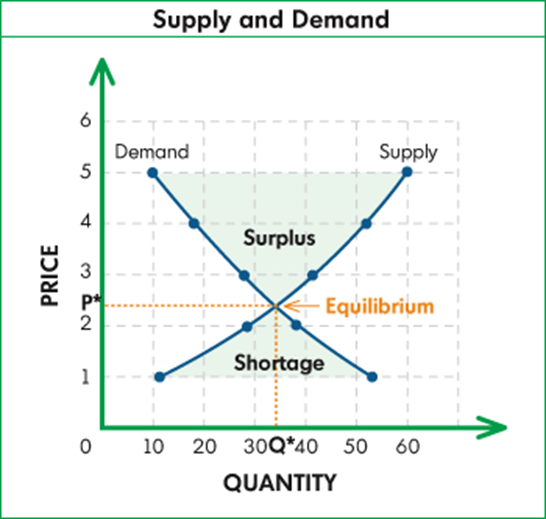 Supply and Demand
6
Demand
Supply
5
4
Surplus
3
PRICE
P*
Equilibrium
2
Shortage
1
0 10 20 30 Q* 40 50 60
QUANTITY